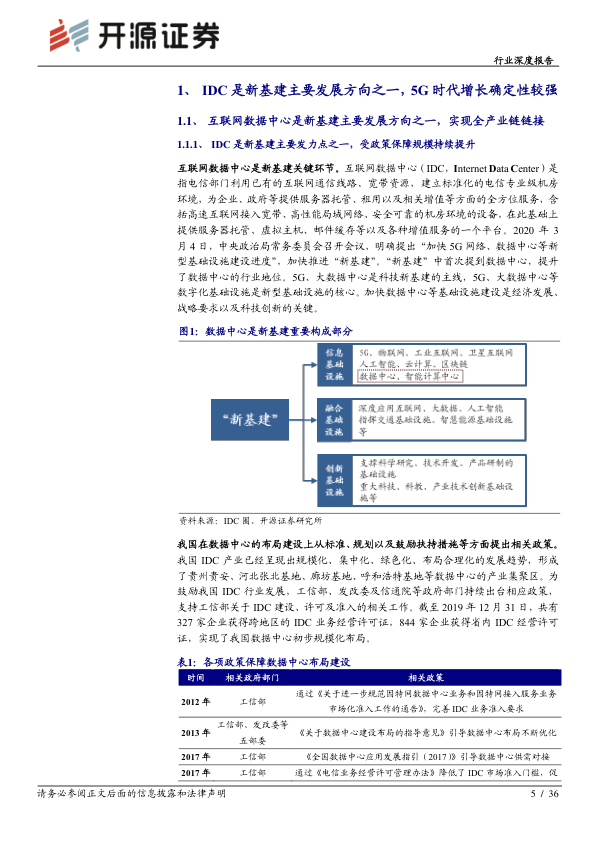 开源证券
行业深度报告
1、 IDC 是新基建主要发展方向之一，5G 时代增长确定性较强
1.1、 互联网数据中心是新基建主要发展方向之一，实现全产业链链接
1.1.1、 IDC 是新基建主要发力点之一，受政策保障规模持续提升
互联网数据中心是新基建关键环节。互联网数据中心（IDC，Internet Data Center）是
指电信部门利用已有的互联网通信线路、宽带资源，建立标准化的电信专业级机房
环境，为企业、政府等提供服务器托管、租用以及相关增值等方面的全方位服务，含
括高速互联网接入宽带、高性能局域网络、安全可靠的机房环境的设备，在此基础上
提供服务器托管、虚拟主机、邮件缓存等以及各种增值服务的一个平台。2020 年 3
月 4 日，中央政治局常务委员会召开会议，明确提出“加快 5G 网络、数据中心等新
型基础设施建设进度”，加快推进“新基建”。“新基建”中首次提到数据中心，提升
了数据中心的行业地位。5G、大数据中心是科技新基建的主线，5G、大数据中心等
数字化基础设施是新型基础设施的核心。加快数据中心等基础设施建设是经济发展、
战略要求以及科技创新的关键。
图1：数据中心是新基建重要构成部分
“新基建”
信息
基础
设施
5G、物联网、工业互联网、卫星互联网
人工智能、云计算、区块链
数据中心、智能计算中心
融合
基础
设施
深度应用互联网、大数据、人工智能
指挥交通基础设施、智慧能源基础设施
等
创新
基础
设施
支撑科学研究、技术开发、产品研制的
基础设施
重大科技、科教、产业技术创新基础设
施等
资料来源：IDC 圈、开源证券研究所
我国在数据中心的布局建设上从标准、规划以及鼓励扶持措施等方面提出相关政策。
我国 IDC 产业已经呈现出规模化、集中化、绿色化、布局合理化的发展趋势，形成
了贵州贵安、河北张北基地、廊坊基地、呼和浩特基地等数据中心的产业集聚区。为
鼓励我国 IDC 行业发展，工信部、发改委及信通院等政府部门持续出台相应政策，
支持工信部关于 IDC 建设、许可及准入的相关工作。截至 2019 年 12 月 31 日，共有
327 家企业获得跨地区的 IDC 业务经营许可证，844 家企业获得省内 IDC 经营许可
证，实现了我国数据中心初步规模化布局。
表1：各项政策保障数据中心布局建设
时间 相关政府部门 相关政策
2012 年 工信部 通过《关于进一步规范因特网数据中心业务和因特网接入服务业务
市场化准入工作的通告》，完善 IDC 业务准入要求
2013 年 工信部、发改委等
五部委 《关于数据中心建设布局的指导意见》引导数据中心布局不断优化
2017 年 工信部 《全国数据中心应用发展指引（2017）》引导数据中心供需对接
2017 年 工信部 通过《电信业务经营许可管理办法》降低了 IDC 市场准入门槛，促
请务必参阅正文后面的信息披露和法律声明
5 / 36